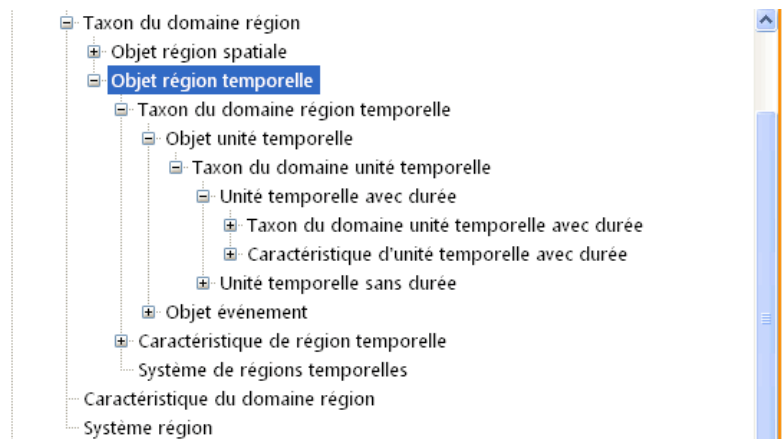 Taxon du domaine région
Objet région spatiale
Objet région temporelle
Taxon du domaine région temporelle
Objet unité temporelle
Taxon du domaine unité temporelle
Unité temporelle avec durée
Taxon du domaine unité temporelle avec durée
Caractéristique d'unité temporelle avec durée
Unité temporelle sans durée
Objet événement
Caractéristique de région temporelle
Système de régions temporelles
Caractéristique du domaine région
Système région